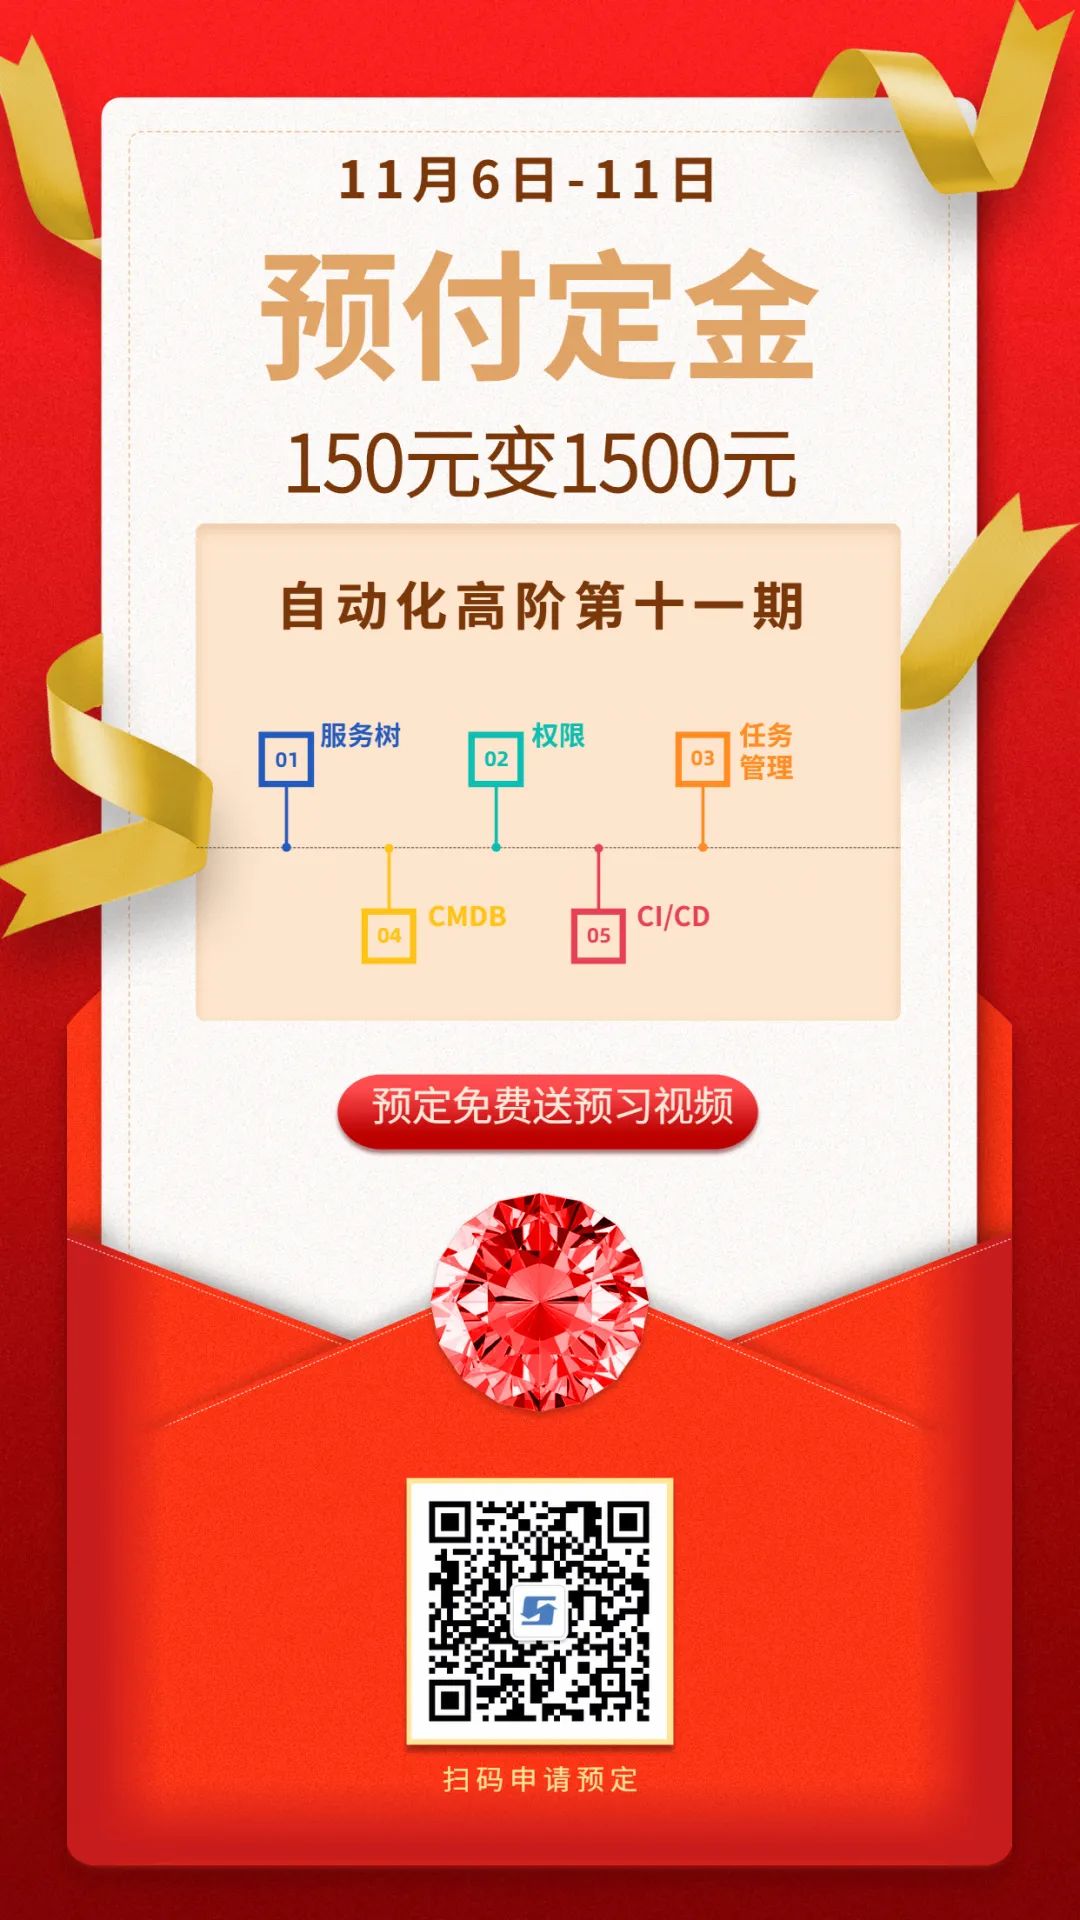 11月6日-11日
预付定金
150元变1500元
自动化高阶第十一期
01 服务树
02 权限
03 任务
管理
04 CMDB
05 CI/CD
预定免费送预习视频
扫码申请预定